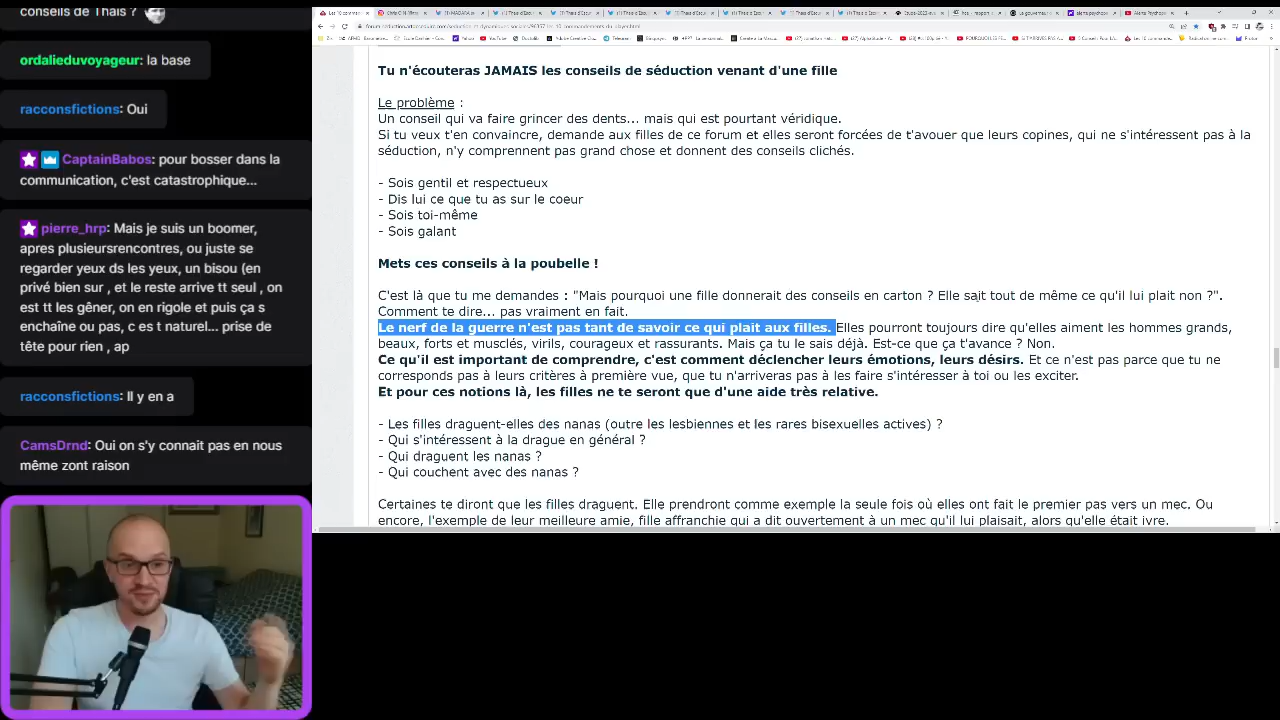 conseils de Thaïs
ordalieduvoyageur: la base
racconsfictions: Oui
CaptainBabos: pour bosser dans la
communication, c'est catastrophique...
pierre_hrp: Mais je suis un boomer,
apres plusieursrencontres, ou juste se
regarder yeux ds les yeux, un bisou (en
privé bien sur , et le reste arrive tt seul , on
est tt les gêner, on en rigole et puis ça s
enchaîne ou pas, c es t naturel... prise de
tête pour rien , ap
racconsfictions: Il y en a
CamsDrnd: Oui on s'y connait pas en nous
même zont raison
Tu n'écouteras JAMAIS les conseils de séduction venant d'une fille
Le problème :
Un conseil qui va faire grincer des dents... mais qui est pourtant véridique.
Si tu veux t'en convaincre, demande aux filles de ce forum et elles seront forcées de t'avouer que leurs copines, qui ne s'intéressent pas à la
séduction, n'y comprennent pas grand chose et donnent des conseils clichés.
- Sois gentil et respectueux
- Dis lui ce que tu as sur le coeur
- Sois toi-même
- Sois galant
Mets ces conseils à la poubelle !
C'est là que tu me demandes : "Mais pourquoi une fille donnerait des conseils en carton ? Elle sait tout de même ce qu'il lui plait non ?".
Comment te dire... pas vraiment en fait.
Le nerf de la guerre n'est pas tant de savoir ce qui plait aux filles. Elles pourront toujours dire qu'elles aiment les hommes grands,
beaux, forts et musclés, virils, courageux et rassurants. Mais ça tu le sais déjà. Est-ce que ça t'avance ? Non.
Ce qu'il est important de comprendre, c'est comment déclencher leurs émotions, leurs désirs. Et ce n'est pas parce que tu ne
corresponds pas à leurs critères à première vue, que tu n'arriveras pas à les faire s'intéresser à toi ou les exciter.
Et pour ces notions là, les filles ne te seront que d'une aide très relative.
- Les filles draguent-elles des nanas (outre les lesbiennes et les rares bisexuelles actives) ?
- Qui s'intéressent à la drague en général ?
- Qui draguent les nanas ?
- Qui couchent avec des nanas ?
Certaines te diront que les filles draguent. Elle prendront comme exemple la seule fois où elles ont fait le premier pas vers un mec. Ou
encore, l'exemple de leur meilleure amie, fille affranchie qui a dit ouvertement à un mec qu'il lui plaisait, alors qu'elle était ivre.